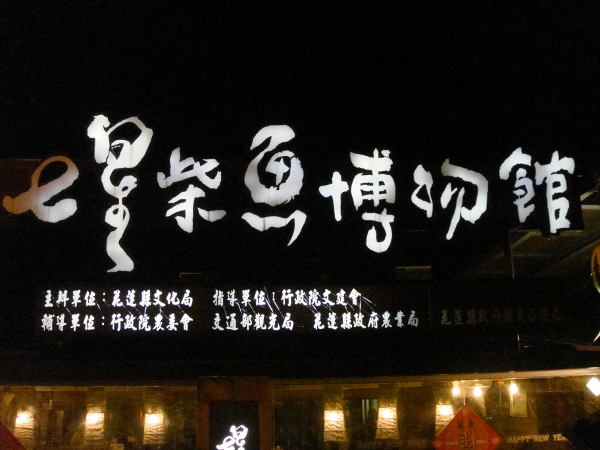 七星柴魚博物館
主辦單位：花蓮縣文化局 指導單位：行政院文建會
輔導單位：行政院農委會 交通部觀光局 花蓮縣政府農業局
HAPPY NEW YEAR